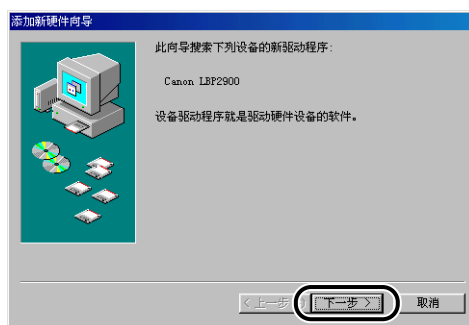 添加新硬件向导
此向导搜索下列设备的新驱动程序:
Canon LBP2900
设备驱动程序就是驱动硬件设备的软件。
< 上一步 下一步 > 取消